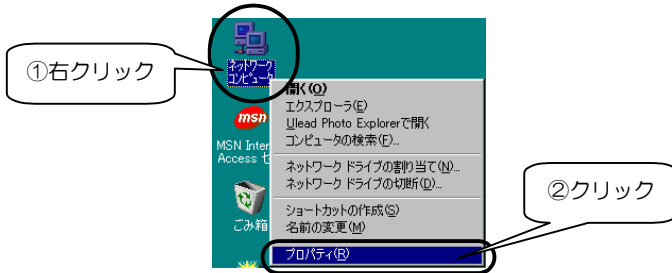 ①右クリック
ネットワーク
コンピュータ
開く(O)
エクスプローラ(E)
Ulead Photo Explorerで開く
コンピュータの検索(F)...
msn
MSN Inter
Access セ
ネットワーク ドライブの割り当て(N)...
ネットワーク ドライブの切断(D)...
ショートカットの作成(S)
名前の変更(M)
ごみ箱
プロパティ(R)
②クリック